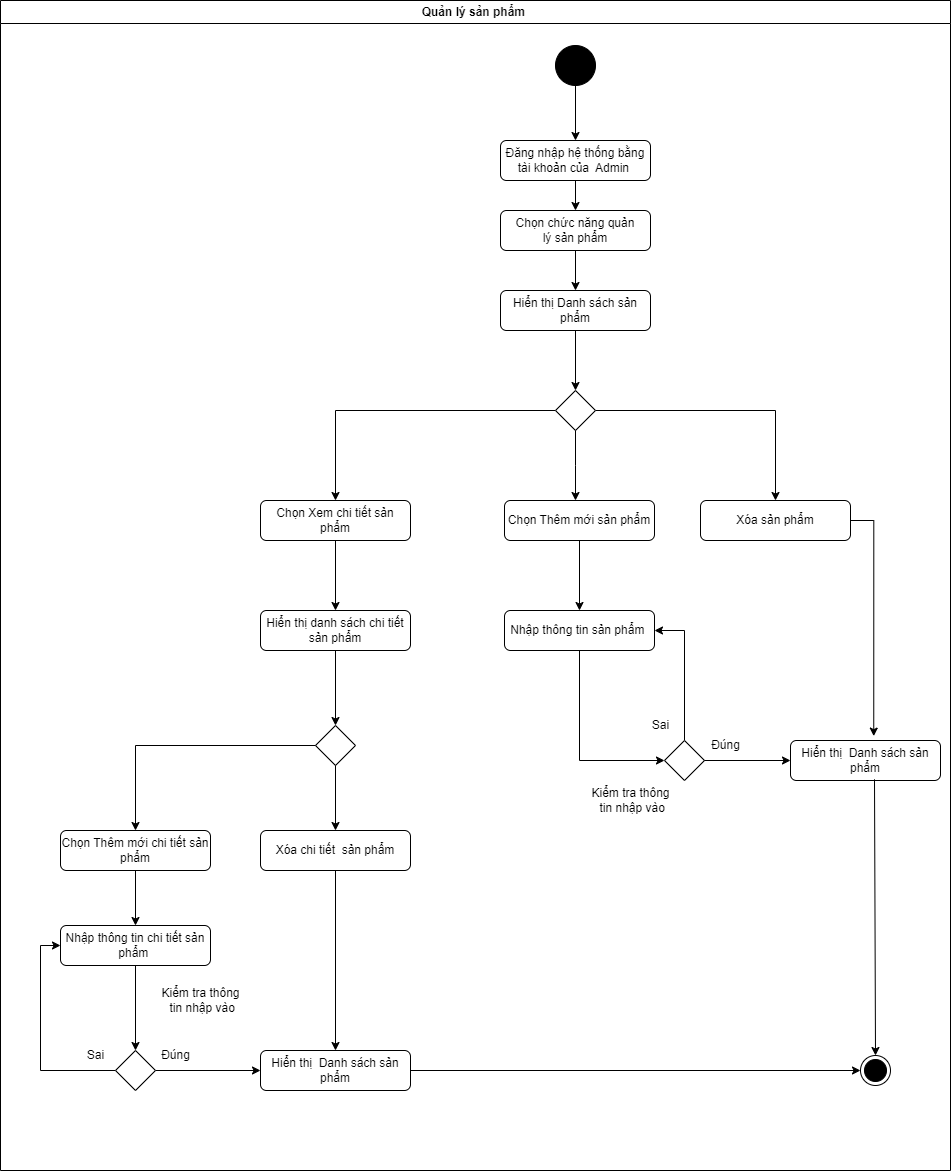 Quản lý sản phẩm
Đăng nhập hệ thống bằng
tài khoản của Admin
Chọn chức năng quản
lý sản phẩm
Hiển thị Danh sách sản
phẩm
Chọn Xem chi tiết sản
phẩm
Chọn Thêm mới sản phẩm
Xóa sản phẩm
Hiển thị danh sách chi tiết
sản phẩm
Nhập thông tin sản phẩm
Sai
Đúng
Kiểm tra thông
tin nhập vào
Hiển thị Danh sách sản
phẩm
Chọn Thêm mới chi tiết sản
phẩm
Xóa chi tiết sản phẩm
Nhập thông tin chi tiết sản
phẩm
Kiểm tra thông
tin nhập vào
Sai
Đúng
Hiển thị Danh sách sản
phẩm